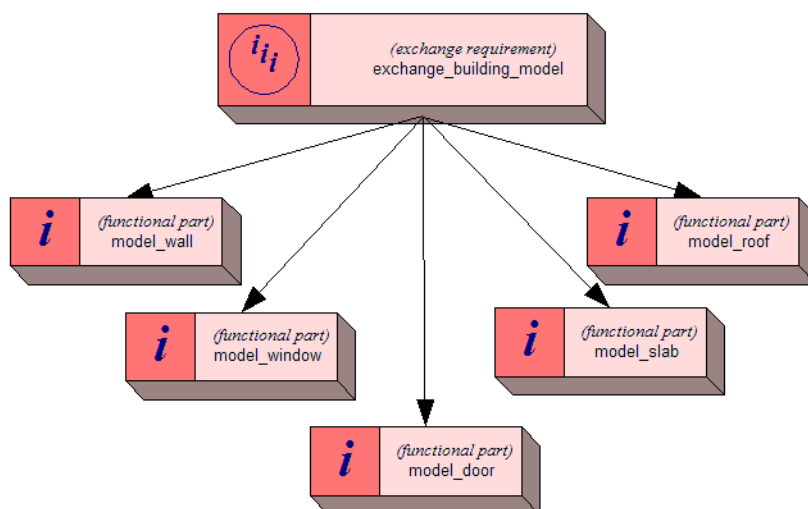 iii
(exchange requirement)
exchange_building_model
i
(functional part)
model_wall
i
(functional part)
model_roof
i
(functional part)
model_window
i
(functional part)
model_slab
i
(functional part)
model_door